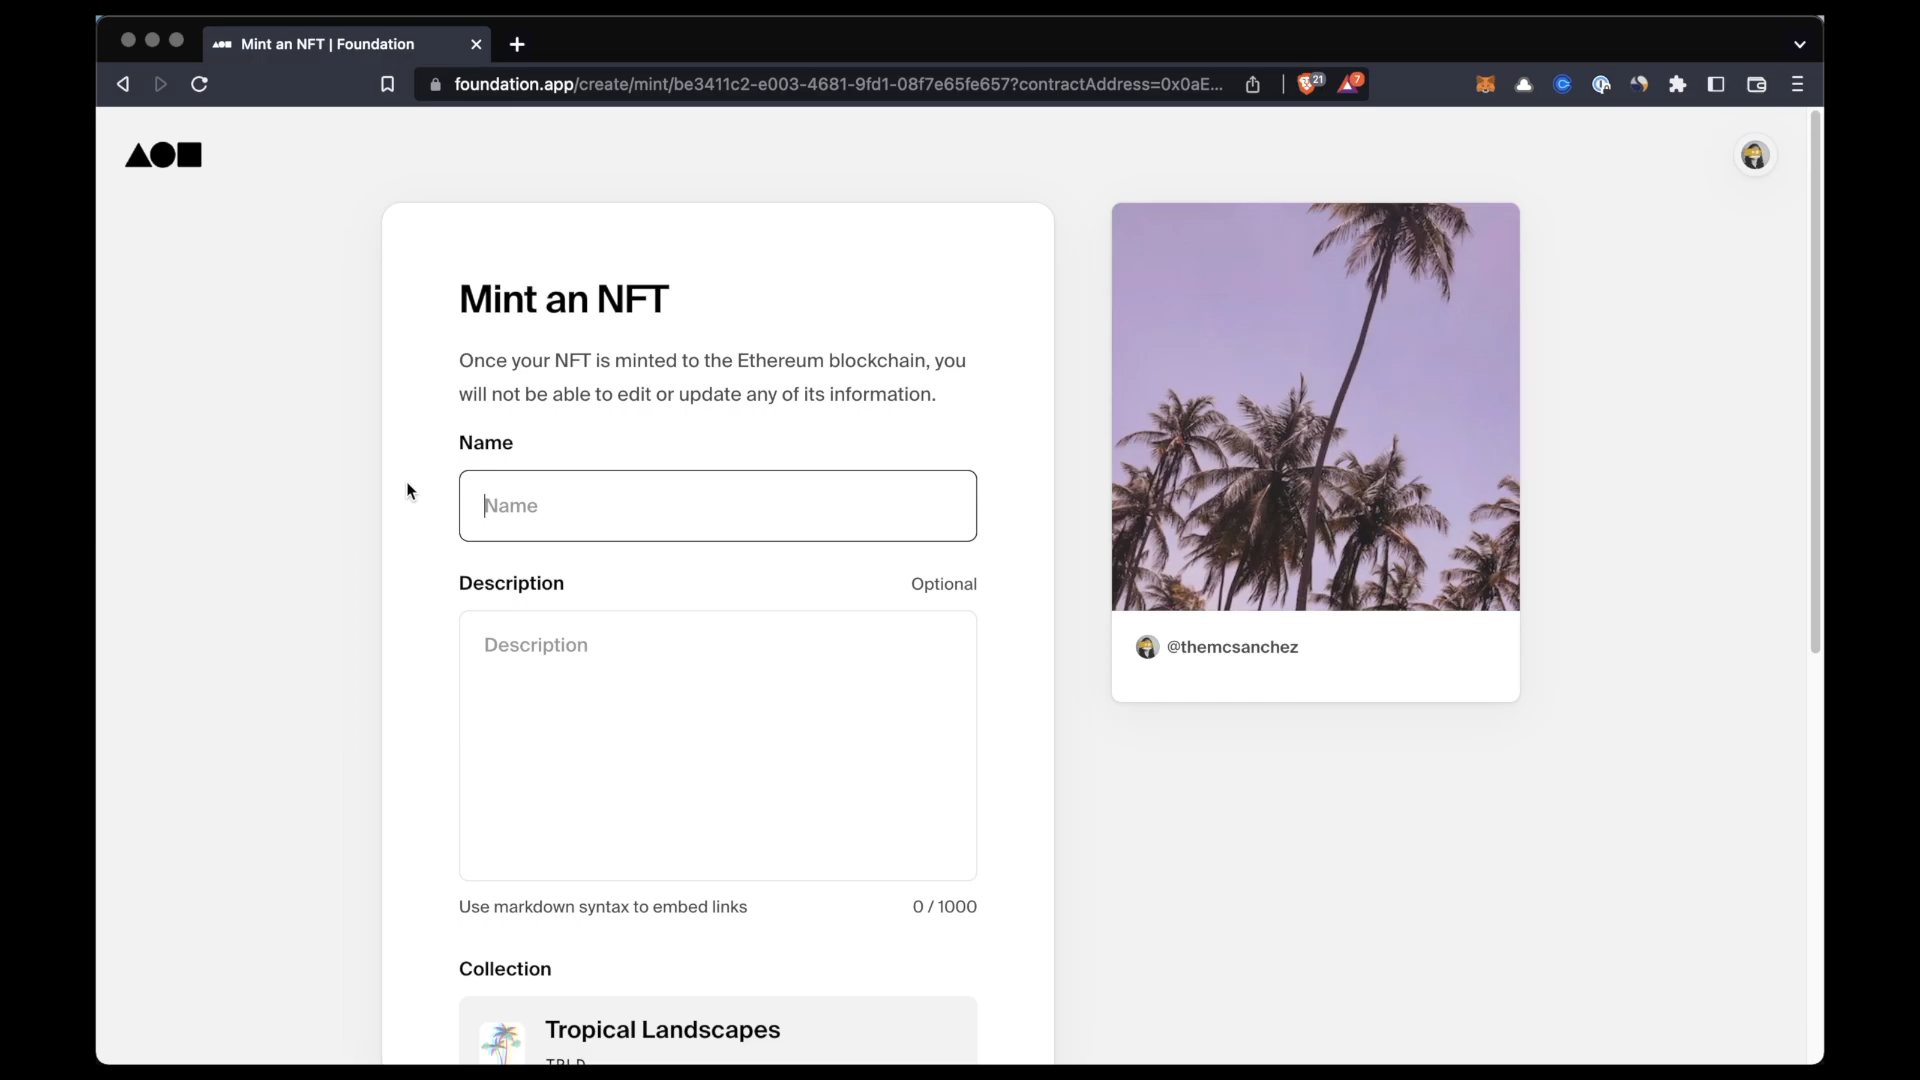 Mint an NFT | Foundation
foundation.app/create/mint/be3411c2-e003-4681-9fd1-08f7e65fe657?contractAddress=0x0aE...
21
7
Mint an NFT
Once your NFT is minted to the Ethereum blockchain, you
will not be able to edit or update any of its information.
Name
Name
Description Optional
Description
@themcsanchez
Use markdown syntax to embed links 0 / 1000
Collection
Tropical Landscapes